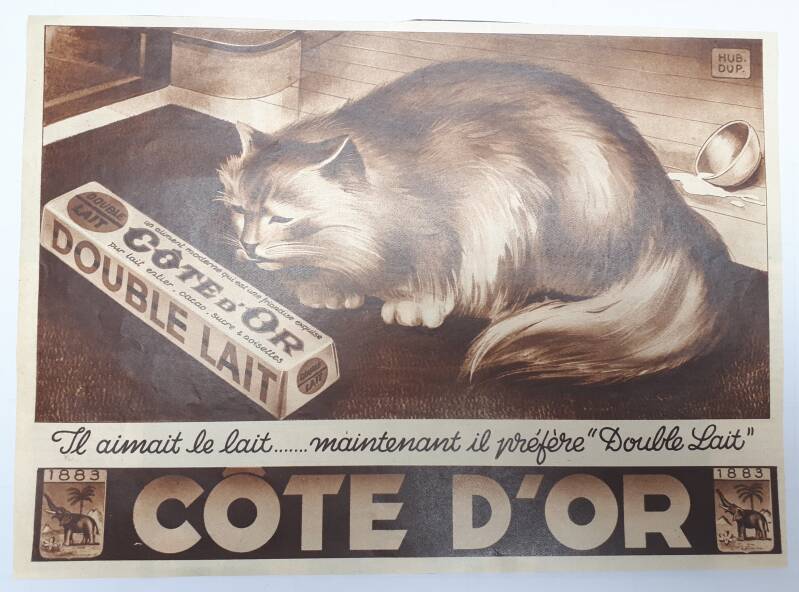 HUB.
DUP.
DOUBLE
LAIT
un aliment moderne qui est une friandise exquise
CÔTE D'OR
pur lait entier, cacao, sucre & noisettes
DOUBLE LAIT
DOUBLE
LAIT
Il aimait le lait.......maintenant il préfère "Double Lait"
1883
CÔTE D'OR
1883